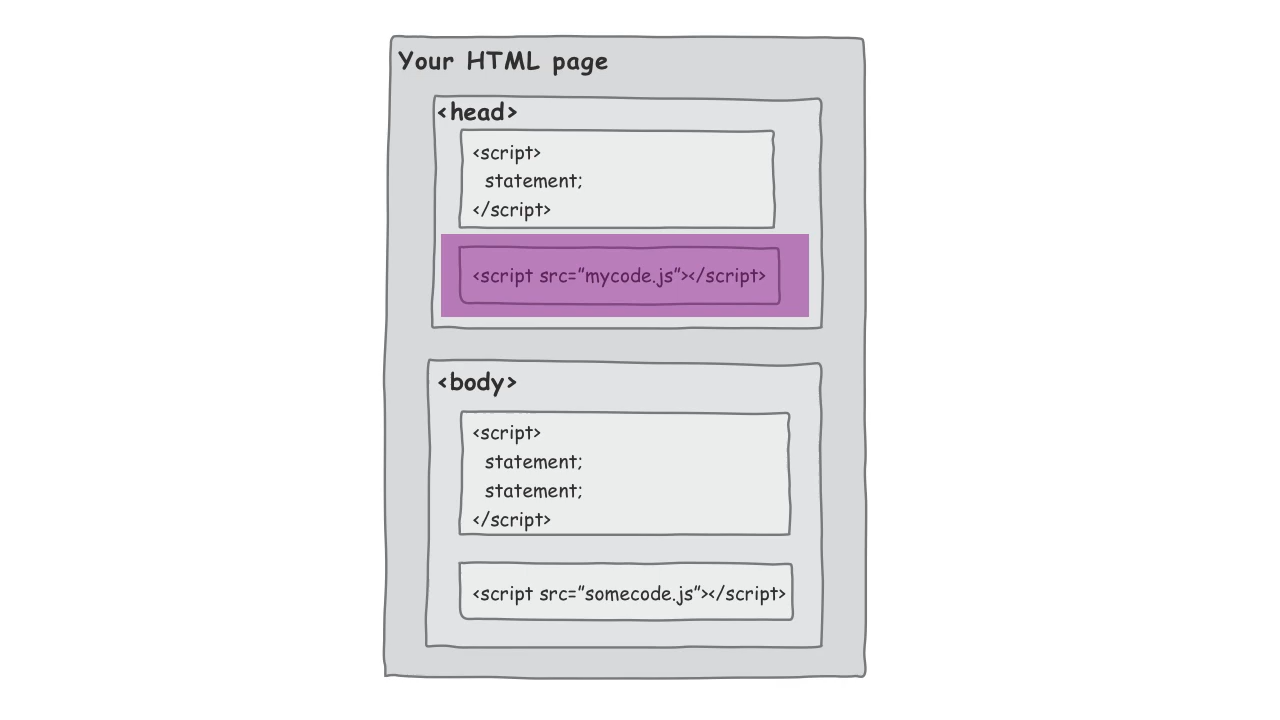 Your HTML page
<head>
<script>
statement;
</script>
<script src=”mycode.js”></script>
<body>
<script>
statement;
statement;
</script>
<script src=”somecode.js”></script>